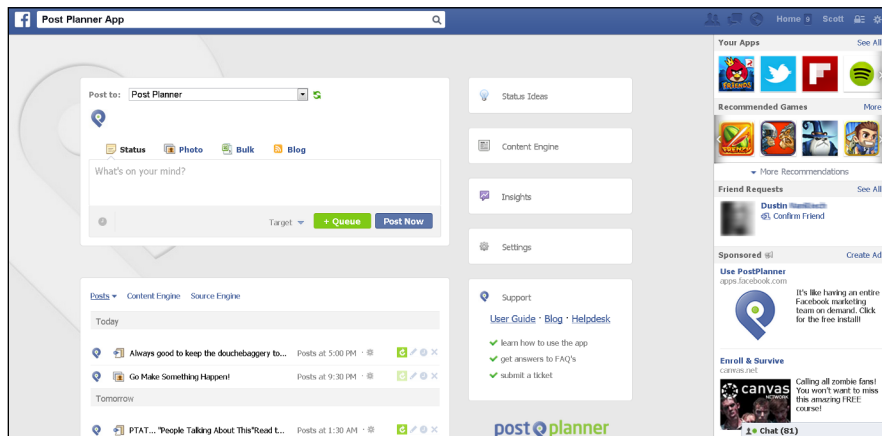 Post Planner App
Home 9 Scott
Post to: Post Planner
Status Photo Bulk Blog
What's on your mind?
Target + Queue Post Now
Posts Content Engine Source Engine
Today
Always good to keep the douchebaggery to... Posts at 5:00 PM
Go Make Something Happen! Posts at 9:30 PM
Tomorrow
PTAT... "People Talking About This"Read t... Posts at 1:30 AM
Status Ideas
Content Engine
Insights
Settings
Support
User Guide · Blog · Helpdesk
learn how to use the app
get answers to FAQ's
submit a ticket
post planner
Your Apps See All
FRIENDS
Recommended Games More
More Recommendations
Friend Requests See All
Dustin
Confirm Friend
Sponsored Create Ad
Use PostPlanner
apps.facebook.com
It's like having an entire
Facebook marketing
team on demand. Click
for the free install!
Enroll & Survive
canvas.net
canvas
NETWORK
Calling all zombie fans!
You won't want to miss
this amazing FREE
course!
Chat (81)